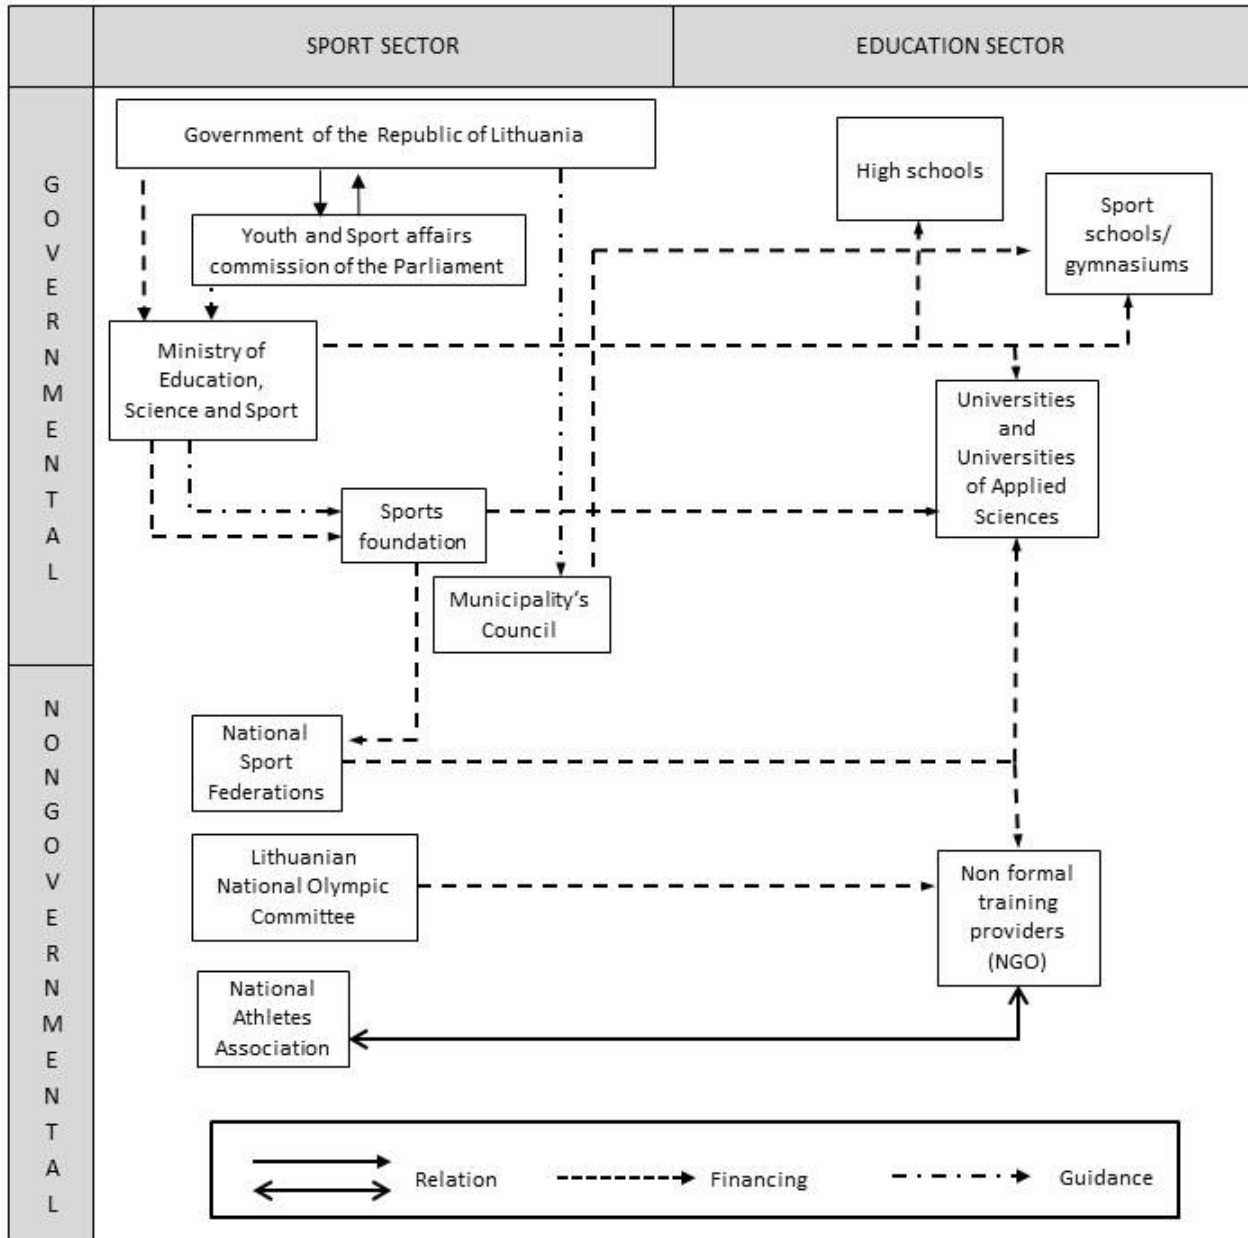 SPORT SECTOR
EDUCATION SECTOR
G
O
V
E
R
N
M
E
N
T
A
L
Government of the Republic of Lithuania
Youth and Sport affairs
commission of the Parliament
Ministry of
Education,
Science and Sport
Sports
foundation
Municipality‘s
Council
High schools
Sport
schools/
gymnasiums
Universities
and
Universities
of Applied
Sciences
N
O
N
G
O
V
E
R
N
M
E
N
T
A
L
National
Sport
Federations
Lithuanian
National Olympic
Committee
National
Athletes
Association
Non formal
training
providers
(NGO)
Relation
Financing
Guidance